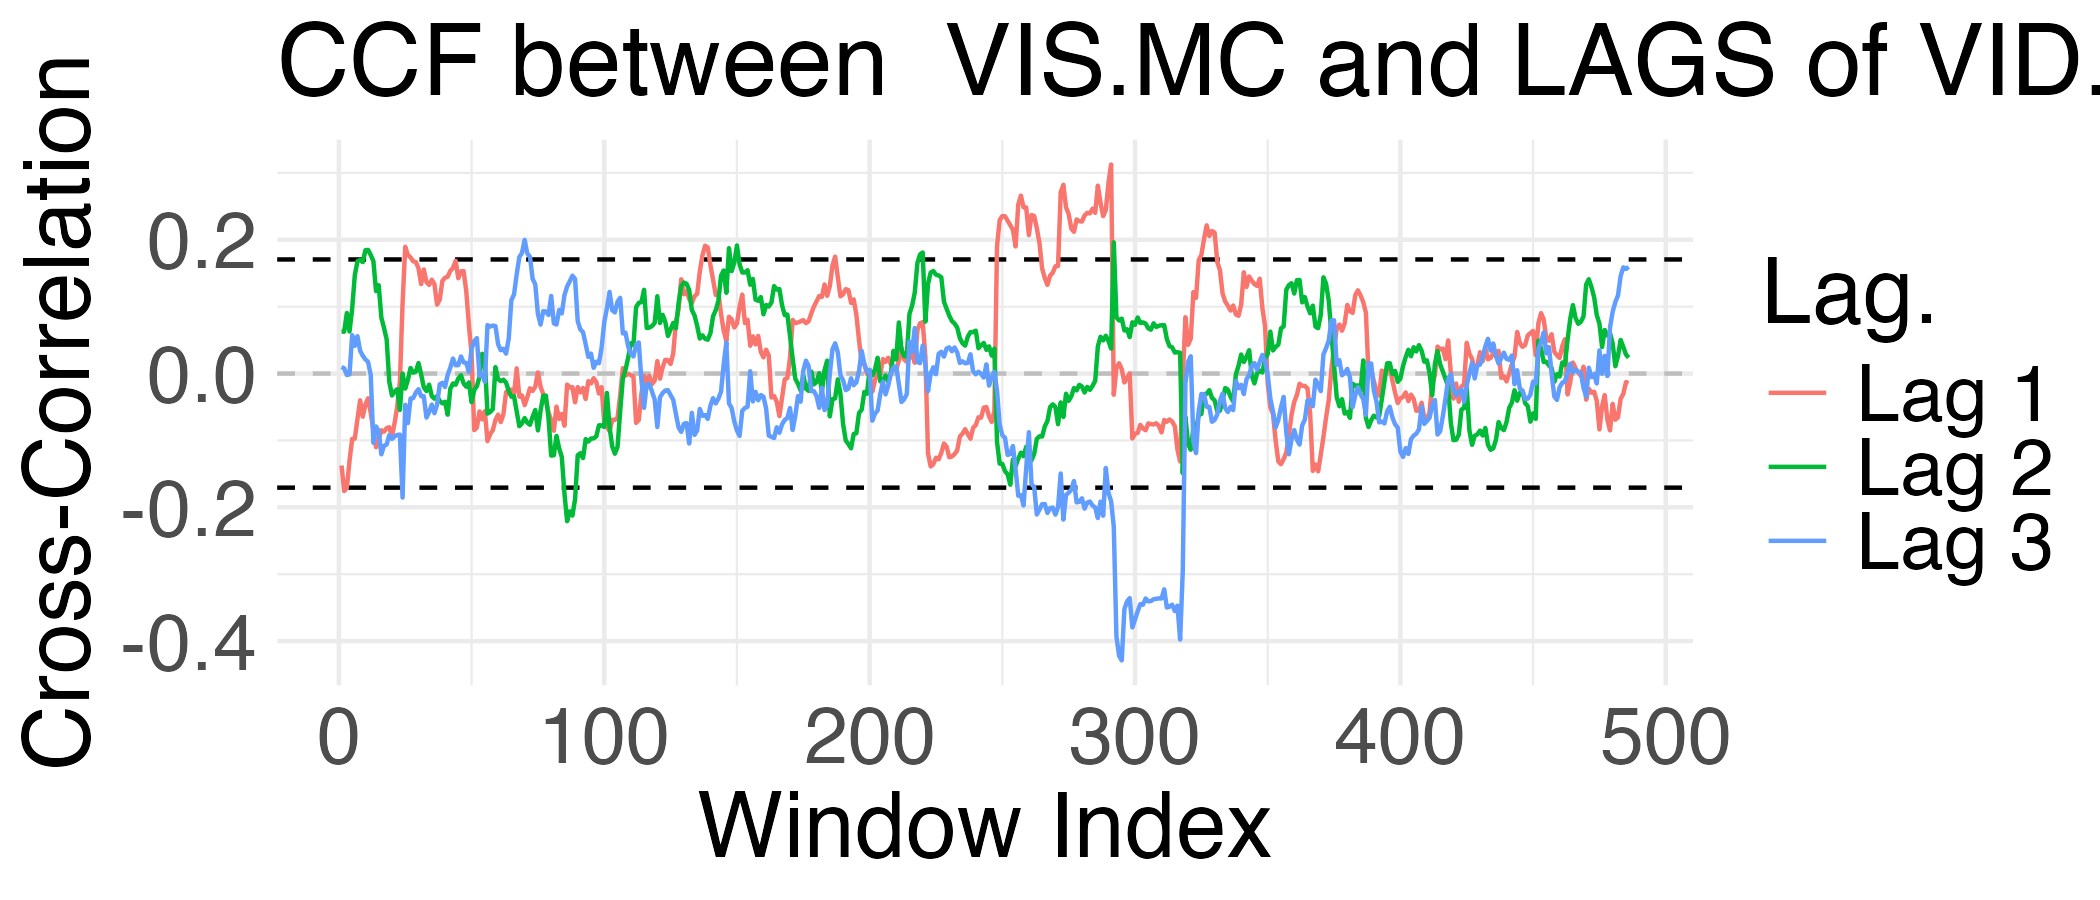 CCF between  VIS.MC and LAGS of VID.
Cross-Correlation
0.2
0.0
-0.2
-0.4
0 100 200 300 400 500
Window Index
Lag.
Lag 1
Lag 2
Lag 3